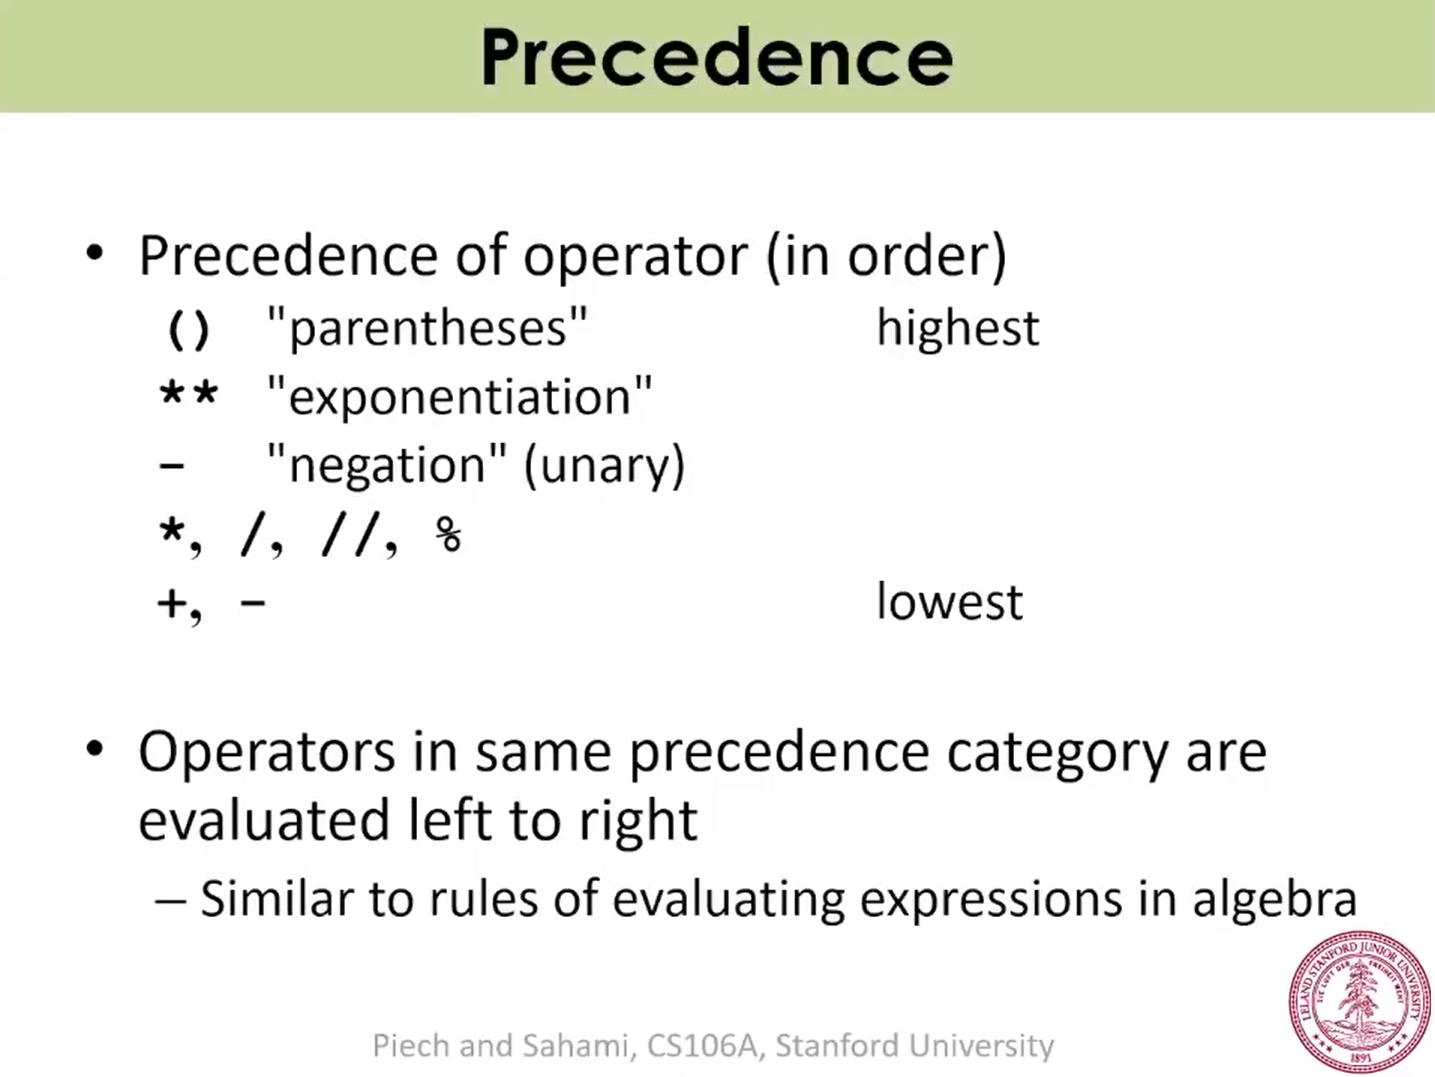 Precedence
• Precedence of operator (in order)
() "parentheses" highest
** "exponentiation"
- "negation" (unary)
*, /, //, %
+, - lowest
• Operators in same precedence category are
evaluated left to right
– Similar to rules of evaluating expressions in algebra
LELAND STANFORD JUNIOR UNIVERSITY
DIE LUFT DER FREIHEIT WEHT
1891
Piech and Sahami, CS106A, Stanford University